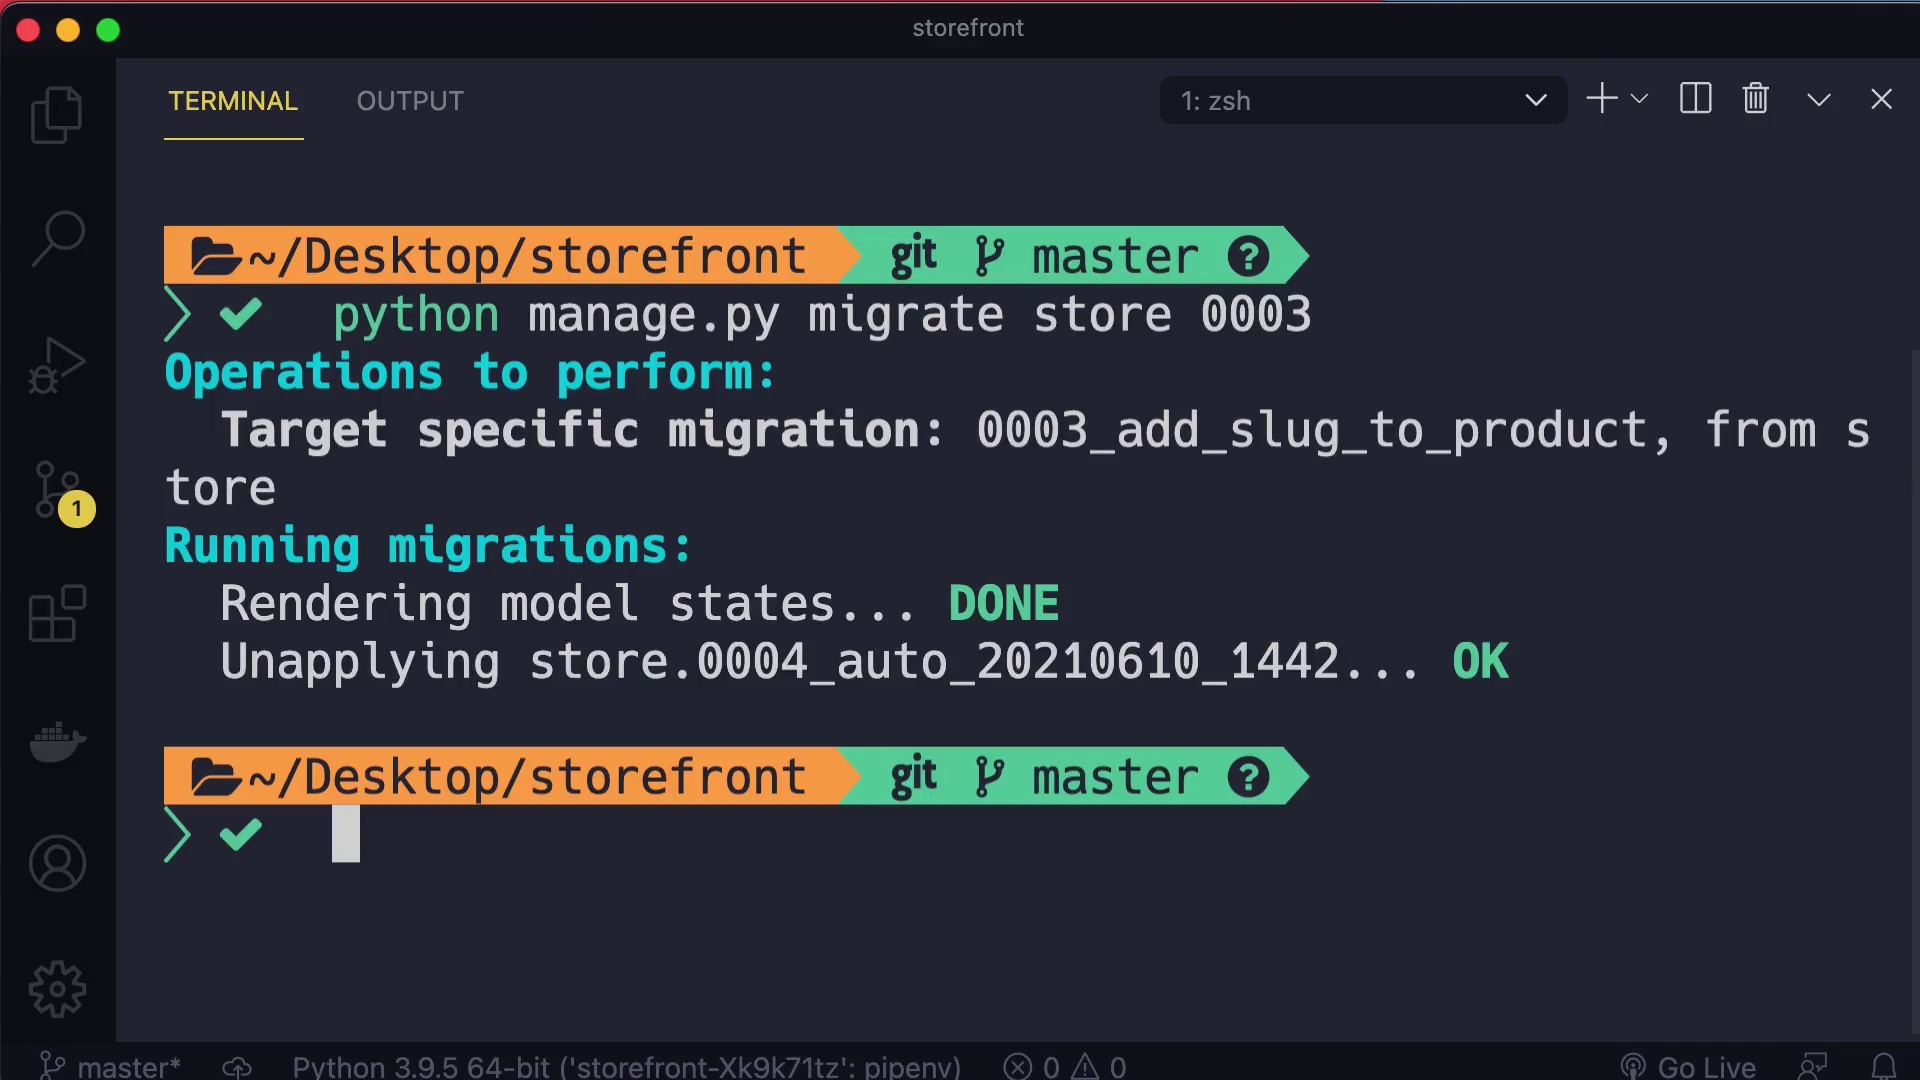 storefront
TERMINAL OUTPUT 1: zsh
~/Desktop/storefront git master ?
python manage.py migrate store 0003
Operations to perform:
Target specific migration: 0003_add_slug_to_product, from s
tore
Running migrations:
Rendering model states... DONE
Unapplying store.0004_auto_20210610_1442... OK
~/Desktop/storefront git master ?
1
master* Python 3.9.5 64-bit ('storefront-Xk9k71tz': pipenv) 0 0 Go Live